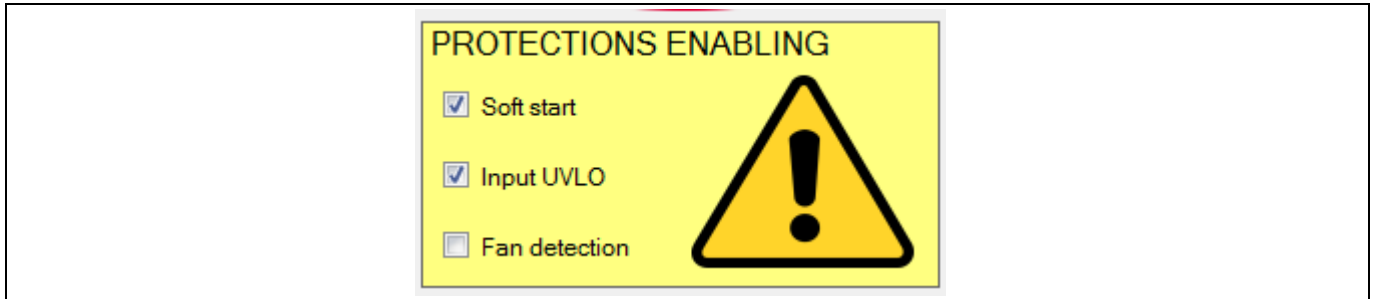 PROTECTIONS ENABLING
Soft start
Input UVLO
Fan detection